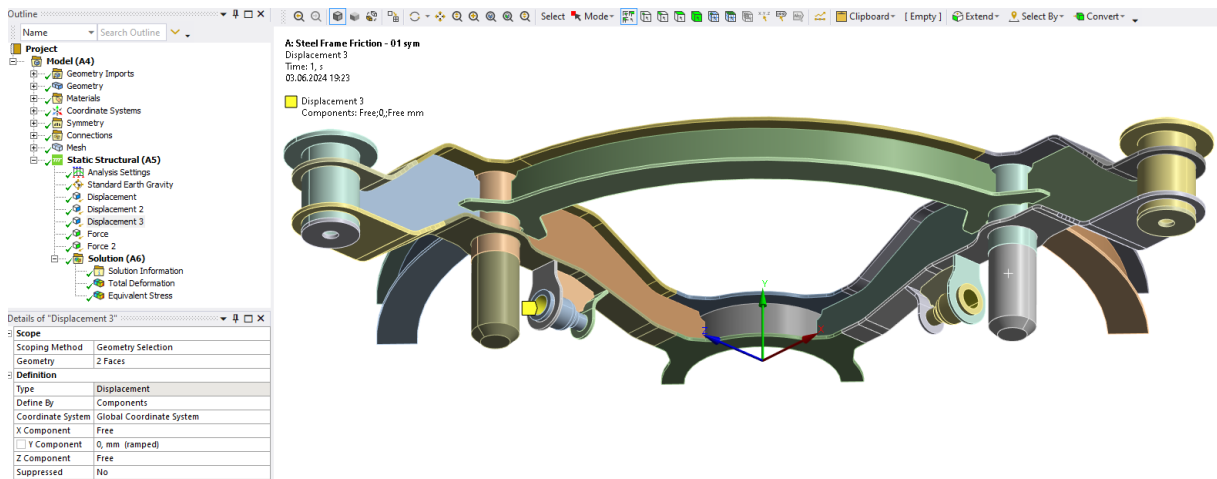 Outline
Select Mode Clipboard [ Empty ] Extend Select By Convert
Name Search Outline
Project
Model (A4)
Geometry Imports
Geometry
Materials
Coordinate Systems
Symmetry
Connections
Mesh
Static Structural (A5)
Analysis Settings
Standard Earth Gravity
Displacement
Displacement 2
Displacement 3
Force
Force 2
Solution (A6)
Solution Information
Total Deformation
Equivalent Stress
A: Steel Frame Friction - 01 sym
Displacement 3
Time: 1, s
03.06.2024 19:23
Displacement 3
Components: Free;0,;Free mm
Y
Z
X
Details of "Displacement 3"
Scope
Scoping Method Geometry Selection
Geometry 2 Faces
Definition
Type Displacement
Define By Components
Coordinate System Global Coordinate System
X Component Free
Y Component 0, mm (ramped)
Z Component Free
Suppressed No